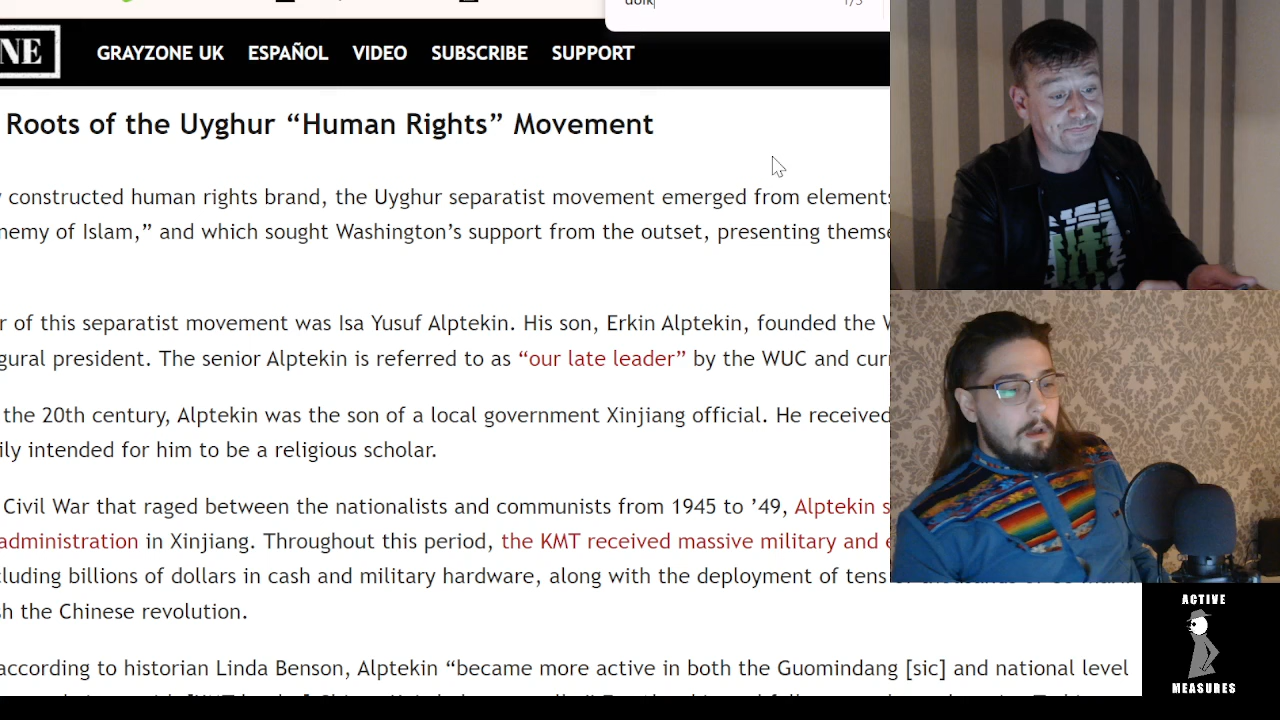 1/5
NE GRAYZONE UK ESPAÑOL VIDEO SUBSCRIBE SUPPORT
Roots of the Uyghur “Human Rights” Movement
constructed human rights brand, the Uyghur separatist movement emerged from elements
of Islam,” and which sought Washington’s support from the outset, presenting
of this separatist movement was Isa Yusuf Alptekin. His son, Erkin Alptekin, founded the
president. The senior Alptekin is referred to as “our late leader” by the WUC and
the 20th century, Alptekin was the son of a local government Xinjiang official. He received
intended for him to be a religious scholar.
Civil War that raged between the nationalists and communists from 1945 to ’49, Alptekin
administration in Xinjiang. Throughout this period, the KMT received massive military and
billions of dollars in cash and military hardware, along with the deployment of tens
the Chinese revolution.
according to historian Linda Benson, Alptekin “became more active in both the Guomindang [sic] and national level
ACTIVE
MEASURES